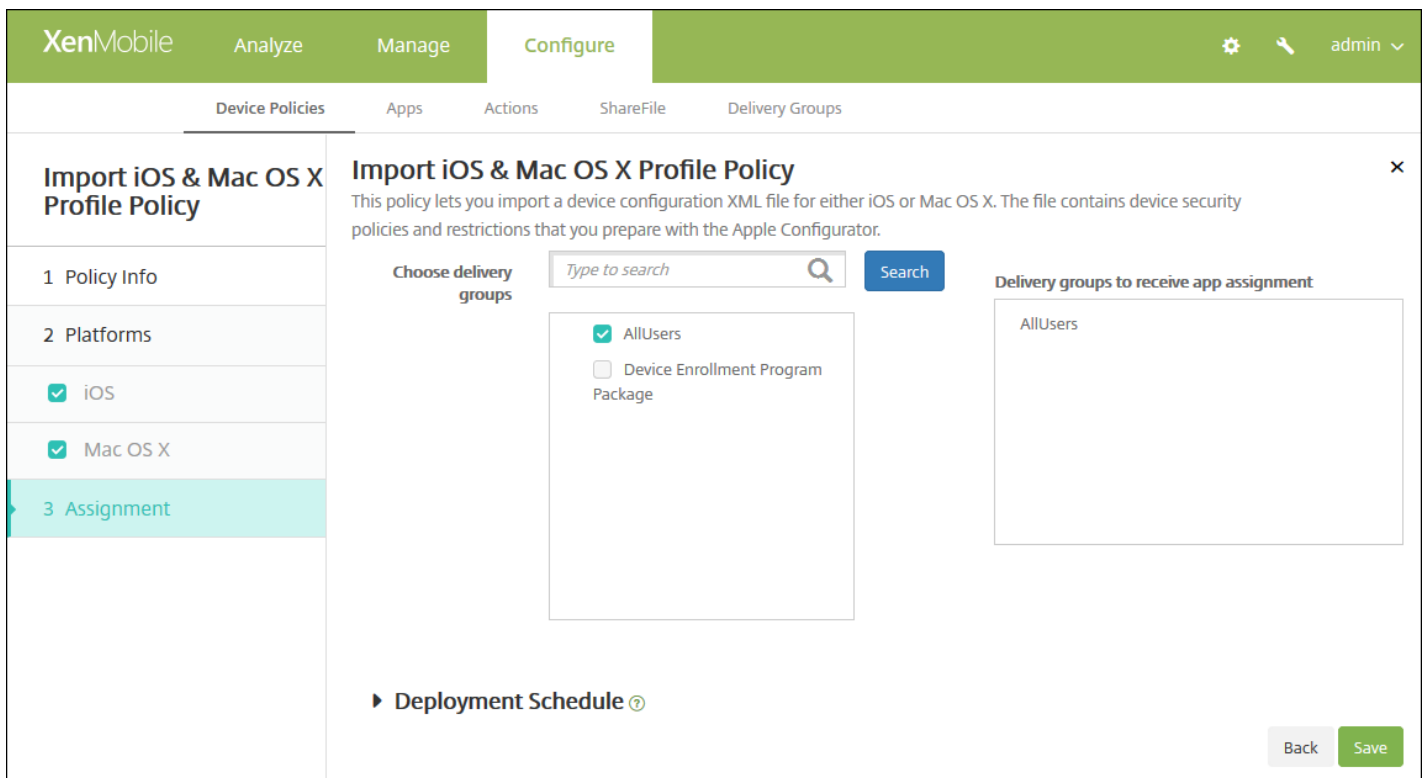 XenMobile Analyze Manage Configure admin
Device Policies Apps Actions ShareFile Delivery Groups
Import iOS & Mac OS X
Profile Policy
1 Policy Info
2 Platforms
iOS
Mac OS X
3 Assignment
Import iOS & Mac OS X Profile Policy
This policy lets you import a device configuration XML file for either iOS or Mac OS X. The file contains device security
policies and restrictions that you prepare with the Apple Configurator.
Choose delivery
groups
Type to search
Search
AllUsers
Device Enrollment Program
Package
Delivery groups to receive app assignment
AllUsers
Deployment Schedule ?
Back Save